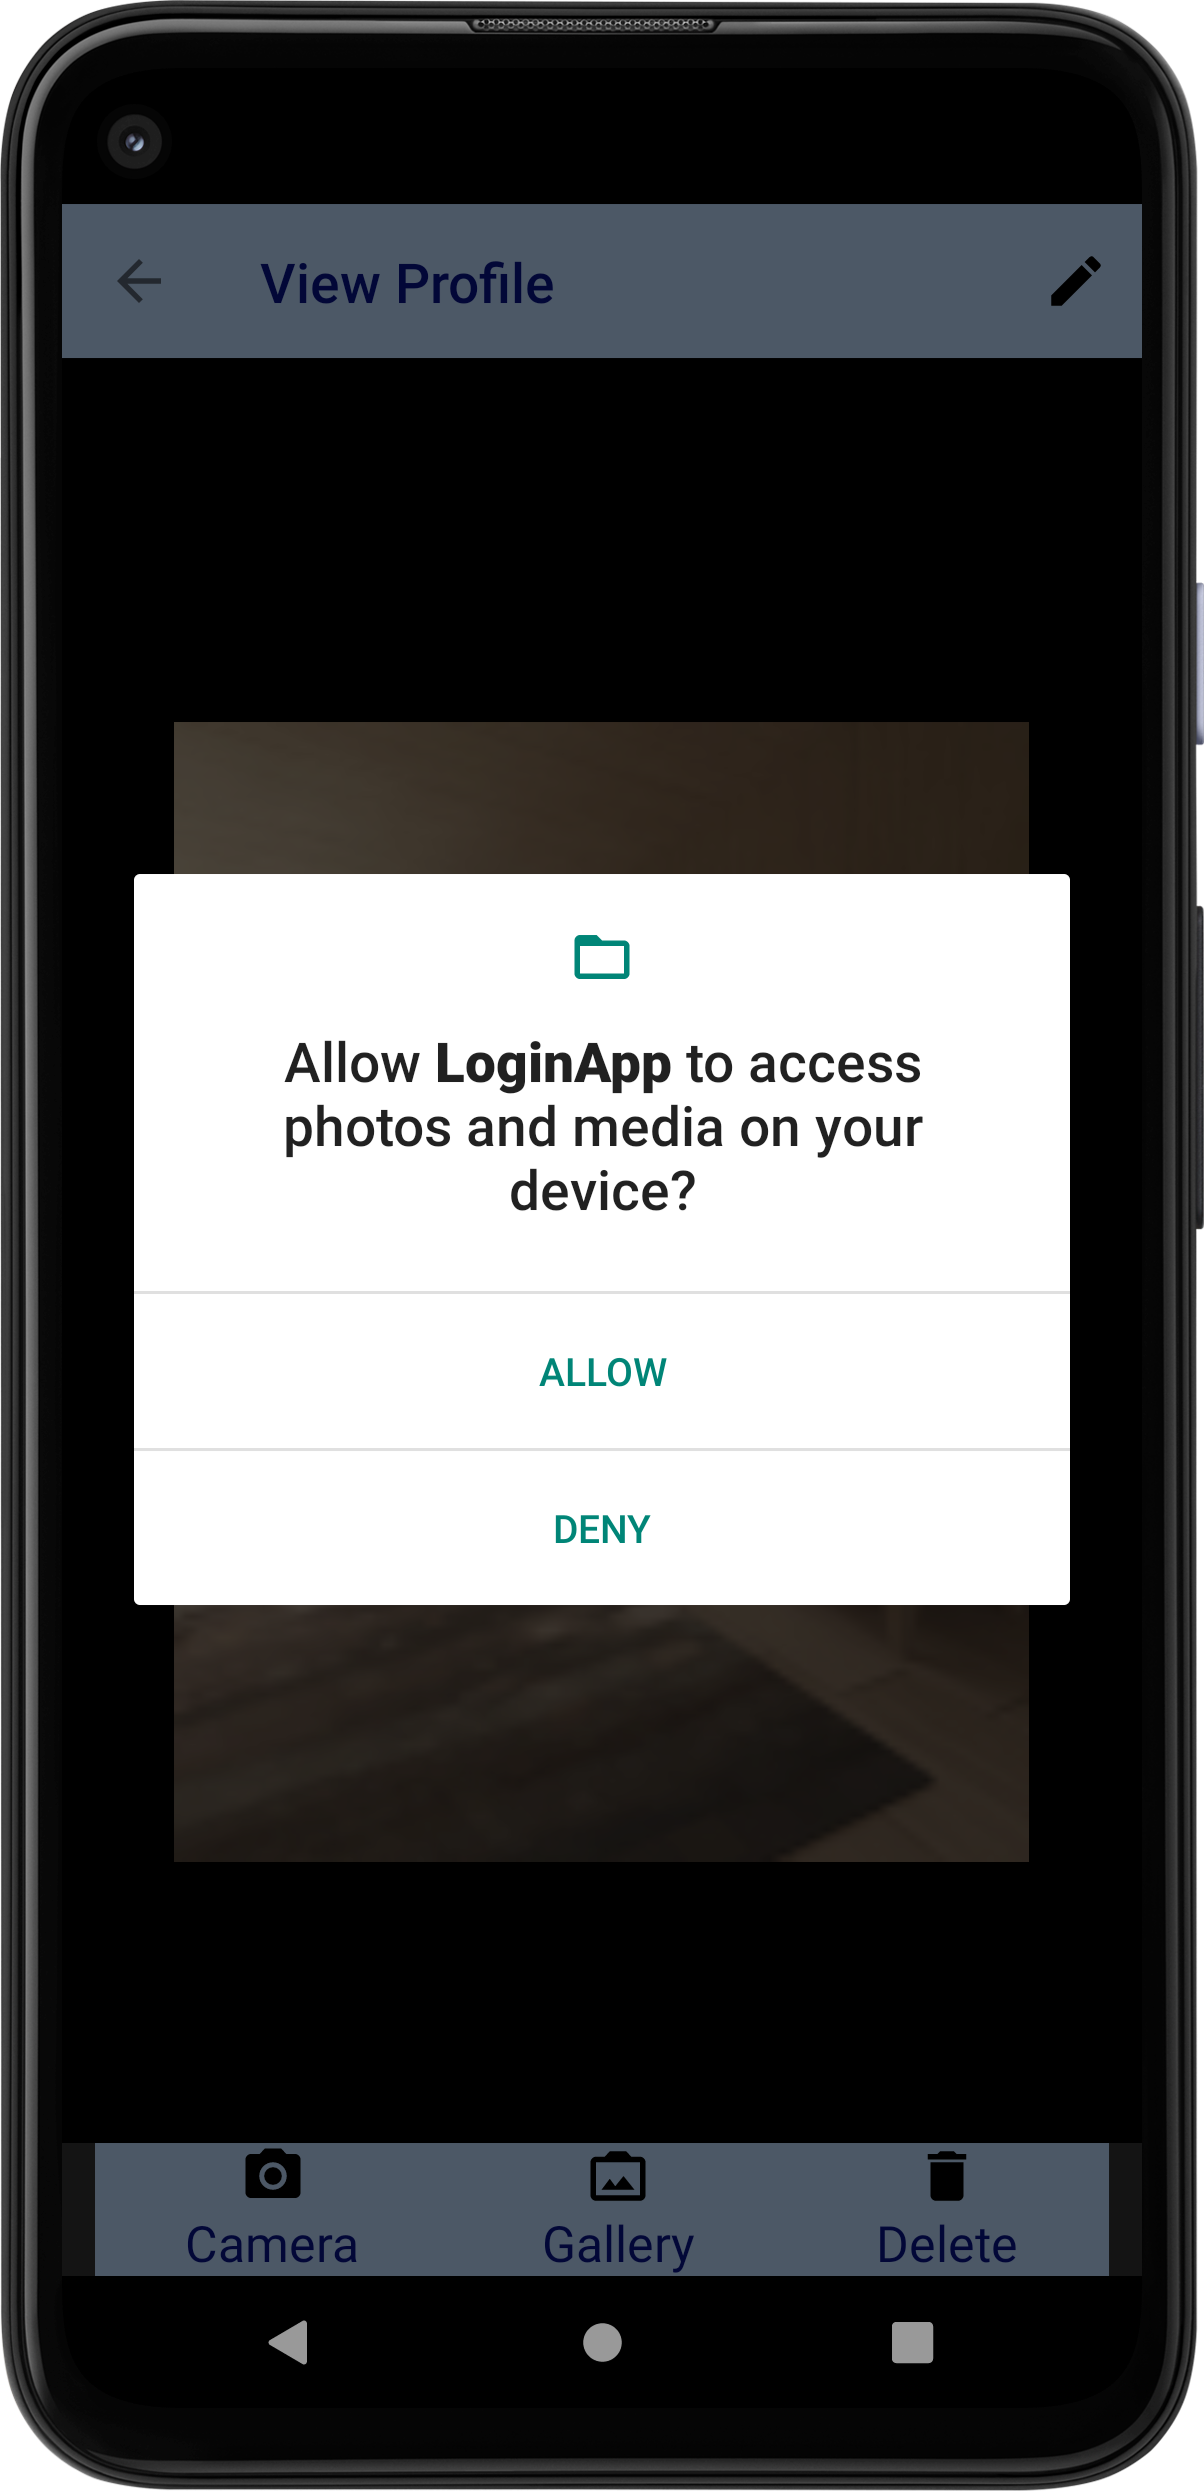 View Profile
Allow LoginApp to access
photos and media on your
device?
ALLOW
DENY
Camera Gallery Delete